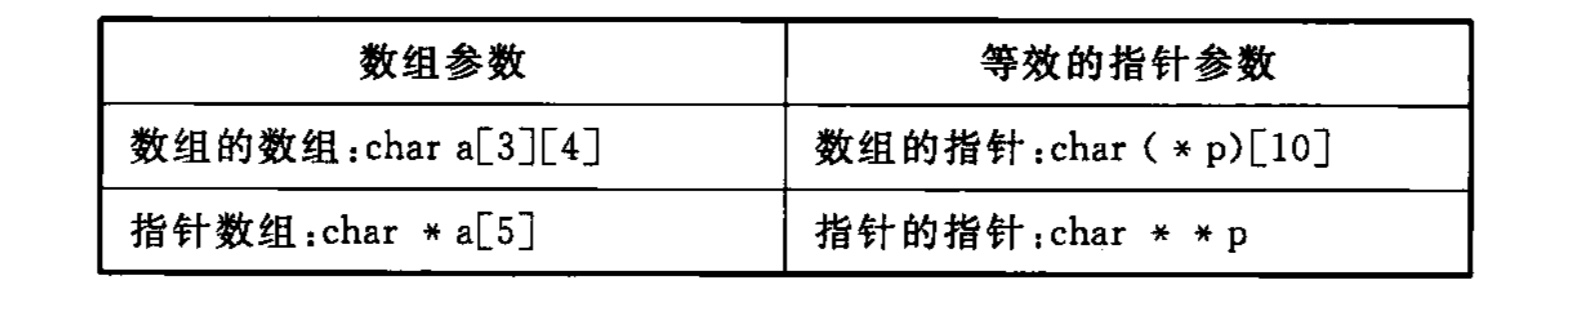 数组参数 等效的指针参数
数组的数组:char a[3][4] 数组的指针:char ( * p)[10]
指针数组:char * a[5] 指针的指针:char * * p